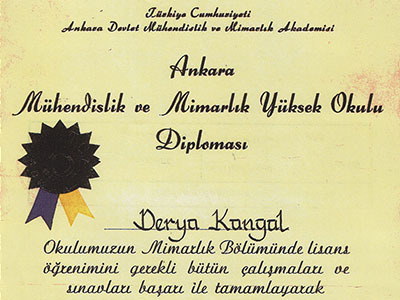 Türkiye Cumhuriyeti
Ankara Devlet Mühendislik ve Mimarlık Akademisi
Ankara
Mühendislik ve Mimarlık Yüksek Okulu
Diploması
Derya Kangal
Okulumuzun Mimarlık Bölümünde lisans
öğrenimini gerekli bütün çalışmaları ve
sınavları başarı ile tamamlayarak